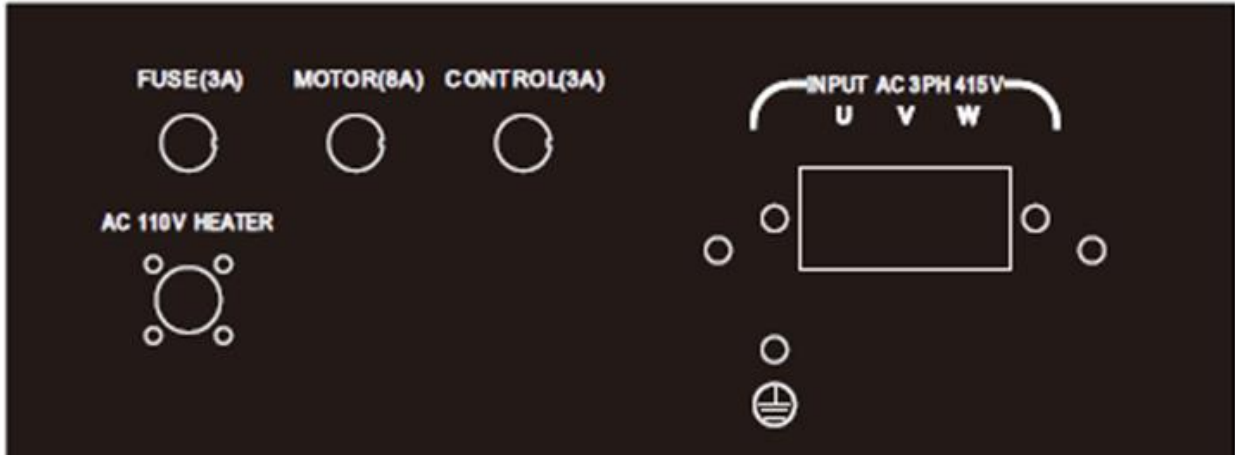 FUSE(3A) MOTOR(8A) CONTROL(3A)
INPUT AC 3PH 415V
U V W
AC 110V HEATER